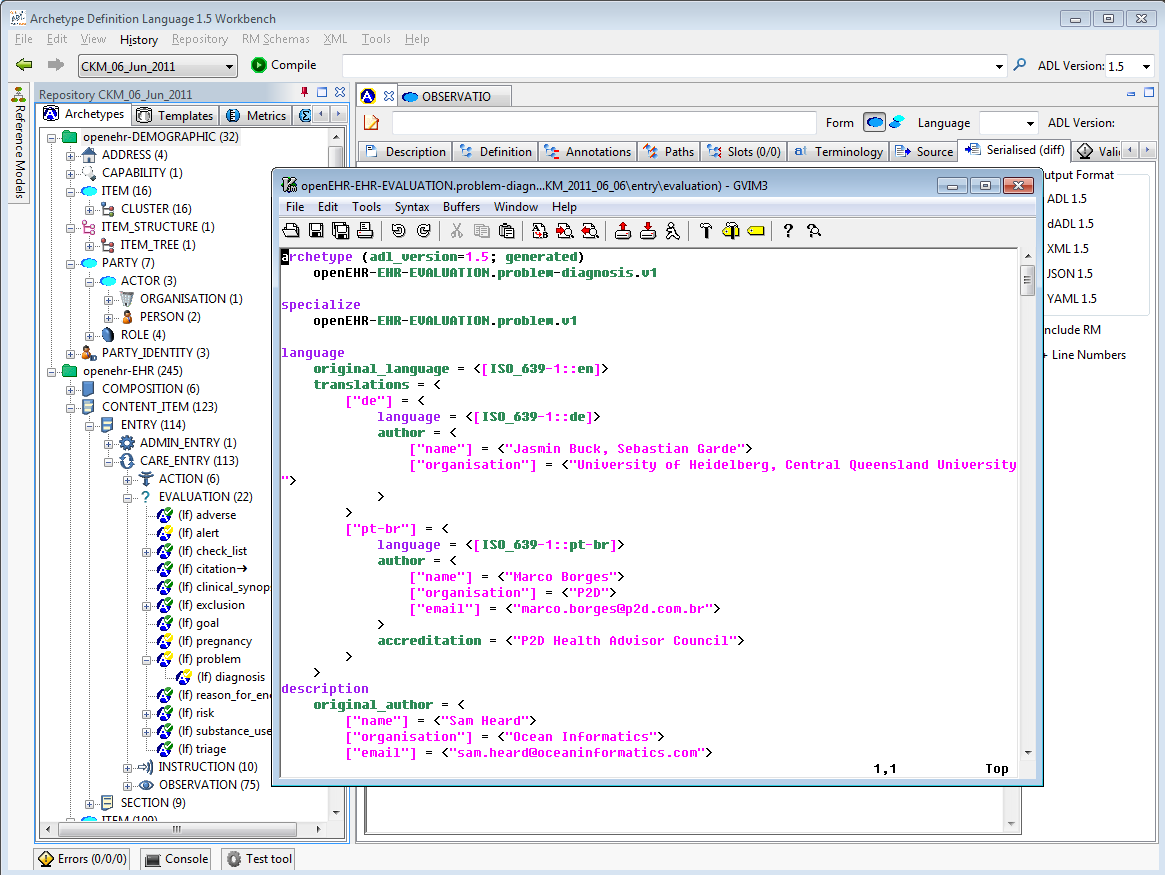 Archetype Definition Language 1.5 Workbench
File Edit View History Repository RM Schemas XML Tools Help
CKM_06_Jun_2011 Compile ADL Version: 1.5
Reference Models
Repository CKM_06_Jun_2011
Archetypes Templates Metrics
openehr-DEMOGRAPHIC (32)
ADDRESS (4)
CAPABILITY (1)
ITEM (16)
CLUSTER (16)
ITEM_STRUCTURE (1)
ITEM_TREE (1)
PARTY (7)
ACTOR (3)
ORGANISATION (1)
PERSON (2)
ROLE (4)
PARTY_IDENTITY (3)
openehr-EHR (245)
COMPOSITION (6)
CONTENT_ITEM (123)
ENTRY (114)
ADMIN_ENTRY (1)
CARE_ENTRY (113)
ACTION (6)
EVALUATION (22)
(lf) adverse
(lf) alert
(lf) check_list
(lf) citation→
(lf) clinical_synop
(lf) exclusion
(lf) goal
(lf) pregnancy
(lf) problem
(lf) diagnosis
(lf) reason_for_en
(lf) risk
(lf) substance_use
(lf) triage
INSTRUCTION (10)
OBSERVATION (75)
SECTION (9)
ITEM (109)
OBSERVATIO
Form Language ADL Version:
Description Definition Annotations Paths Slots (0/0) Terminology Source Serialised (diff) Vali
utput Format
ADL 1.5
dADL 1.5
XML 1.5
JSON 1.5
YAML 1.5
nclude RM
Line Numbers
openEHR-EHR-EVALUATION.problem-diagn...KM_2011_06_06\entry\evaluation) - GVIM3
File Edit Tools Syntax Buffers Window Help
archetype (adl_version=1.5; generated)
openEHR-EHR-EVALUATION.problem-diagnosis.v1
specialize
openEHR-EHR-EVALUATION.problem.v1
language
original_language = <[ISO_639-1::en]>
translations = <
["de"] = <
language = <[ISO_639-1::de]>
author = <
["name"] = <"Jasmin Buck, Sebastian Garde">
["organisation"] = <"University of Heidelberg, Central Queensland University
">
>
>
["pt-br"] = <
language = <[ISO_639-1::pt-br]>
author = <
["name"] = <"Marco Borges">
["organisation"] = <"P2D">
["email"] = <"marco.borges@p2d.com.br">
>
accreditation = <"P2D Health Advisor Council">
>
>
description
original_author = <
["name"] = <"Sam Heard">
["organisation"] = <"Ocean Informatics">
["email"] = <"sam.heard@oceaninformatics.com">
1,1 Top
Errors (0/0/0) Console Test tool